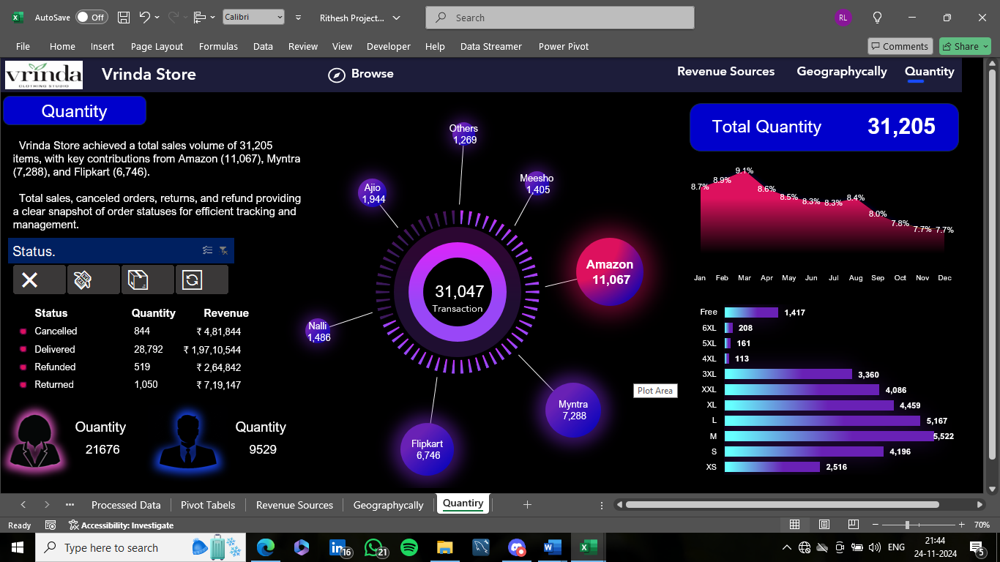 AutoSave Off Calibri Rithesh Project... Search RL
File Home Insert Page Layout Formulas Data Review View Developer Help Data Streamer Power Pivot Comments Share
vrinda
CLOTHING STUDIO
Vrinda Store Browse Revenue Sources Geographycally Quantity
Quantity
Vrinda Store achieved a total sales volume of 31,205
items, with key contributions from Amazon (11,067), Myntra
(7,288), and Flipkart (6,746).
Total sales, canceled orders, returns, and refund providing
a clear snapshot of order statuses for efficient tracking and
management.
Status.
Status Quantity Revenue
Cancelled 844 ₹ 4,81,844
Delivered 28,792 ₹ 1,97,10,544
Refunded 519 ₹ 2,64,842
Returned 1,050 ₹ 7,19,147
Ouantity
21676
Quantity
9529
Others
1,269
Meesho
1,405
Ajio
1,944
Amazon
11,067
31,047
Transaction
Nalli
1,486
Myntra
7,288
Flipkart
6,746
Plot Area
Total Quantity 31,205
8.7% 8.9% 9.1% 8.6% 8.5% 8.3% 8.3% 8.4% 8.0% 7.8% 7.7% 7.7%
Jan Feb Mar Apr May Jun Jul Aug Sep Oct Nov Dec
Free 1,417
6XL 208
5XL 161
4XL 113
3XL 3,360
XXL 4,086
XL 4,459
L 5,167
M 5,522
S 4,196
XS 2,516
Processed Data Pivot Tabels Revenue Sources Geographycally Quantiry
Ready Accessibility: Investigate 70%
Type here to search 16 21 ENG 21:44
24-11-2024 5